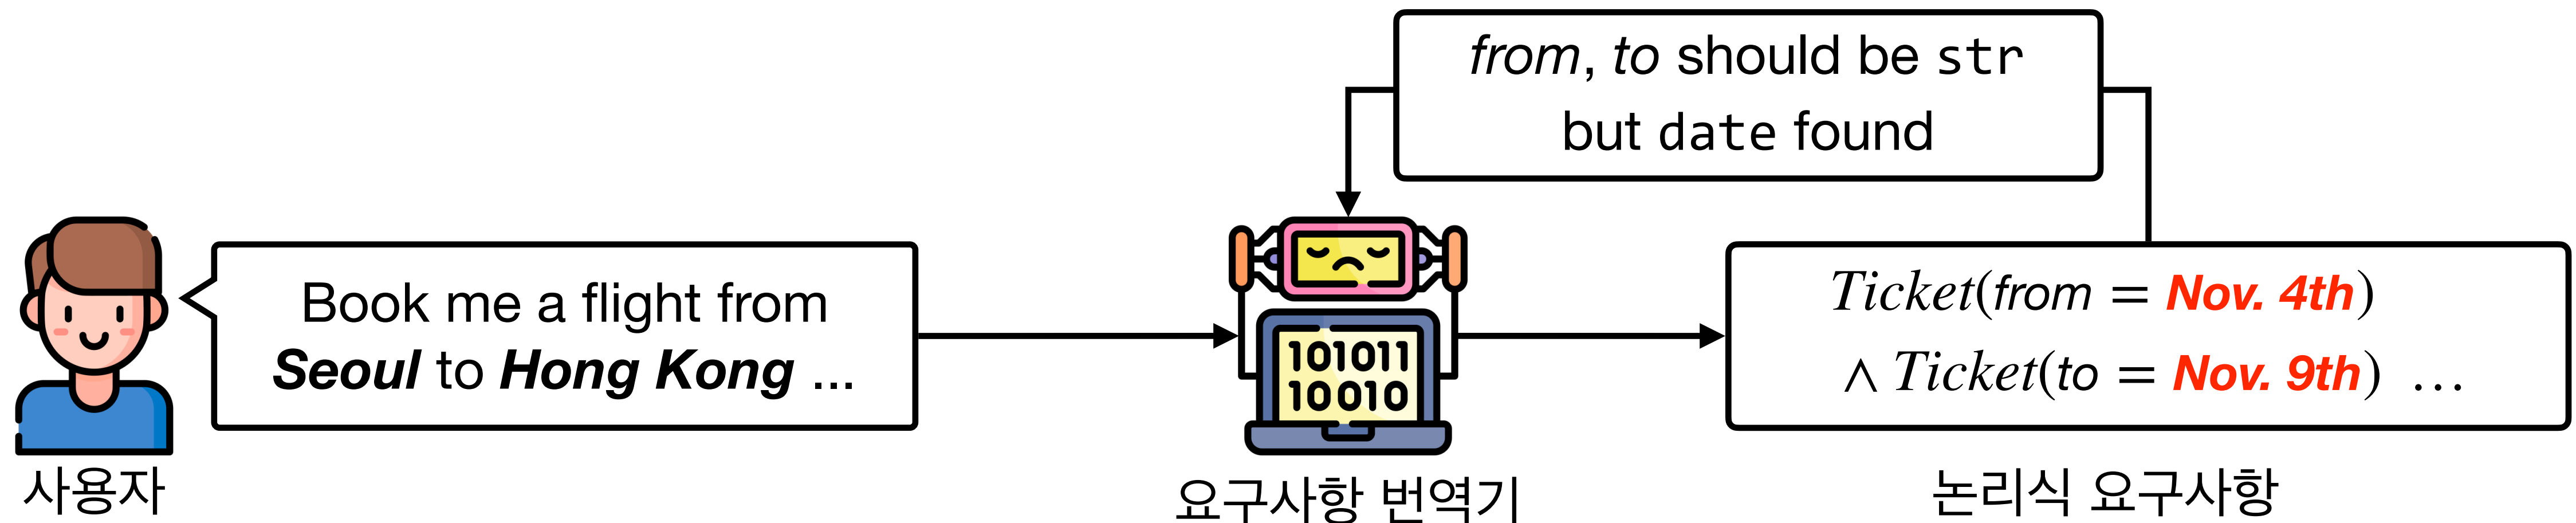 from, to should be str
but date found
Book me a flight from
Seoul to Hong Kong ...
101011
10010
Ticket(from = Nov. 4th)
∧ Ticket(to = Nov. 9th) ...
사용자
요구사항 번역기
논리식 요구사항